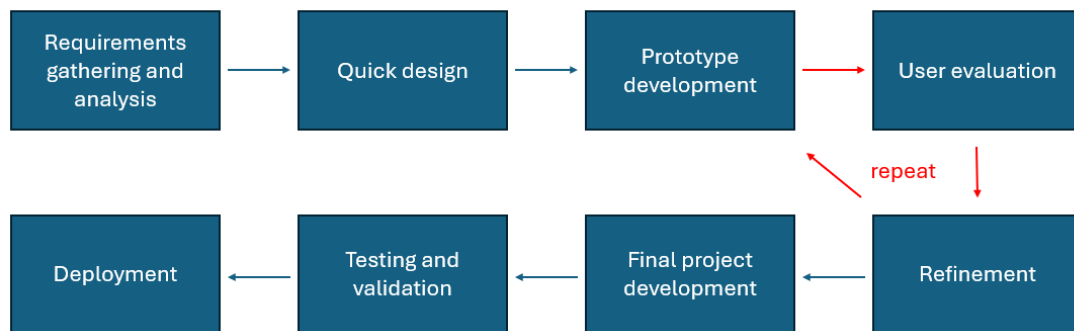 Requirements
gathering and
analysis
Quick design
Prototype
development
User evaluation
repeat
Deployment
Testing and
validation
Final project
development
Refinement